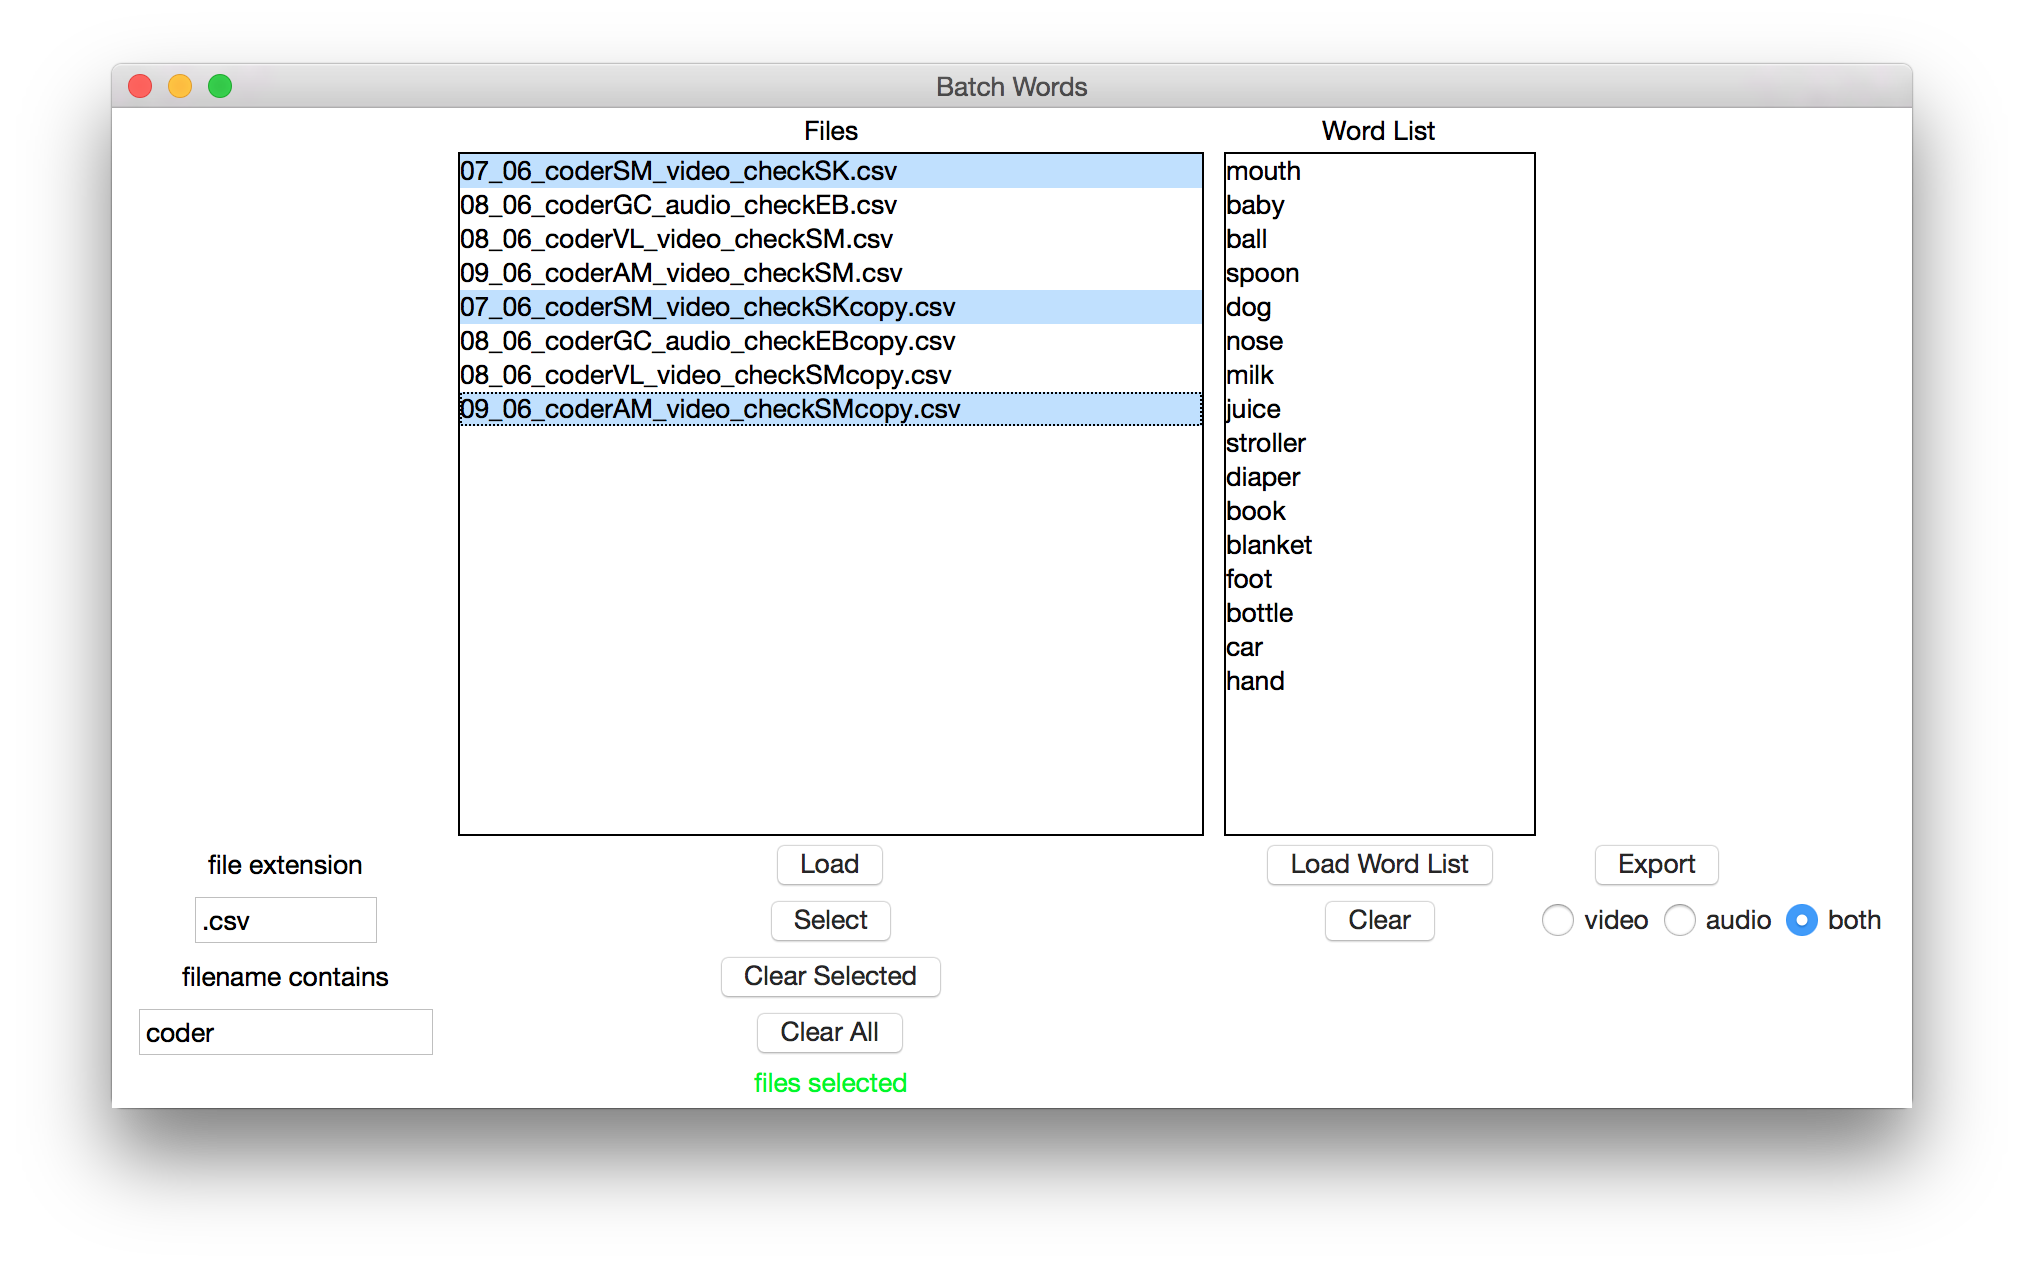 Batch Words
Files
07_06_coderSM_video_checkSK.csv
08_06_coderGC_audio_checkEB.csv
08_06_coderVL_video_checkSM.csv
09_06_coderAM_video_checkSM.csv
07_06_coderSM_video_checkSKcopy.csv
08_06_coderGC_audio_checkEBcopy.csv
08_06_coderVL_video_checkSMcopy.csv
09_06_coderAM_video_checkSMcopy.csv
Word List
mouth
baby
ball
spoon
dog
nose
milk
juice
stroller
diaper
book
blanket
foot
bottle
car
hand
file extension
.csv
filename contains
coder
Load
Select
Clear Selected
Clear All
files selected
Load Word List
Clear
Export
video audio both